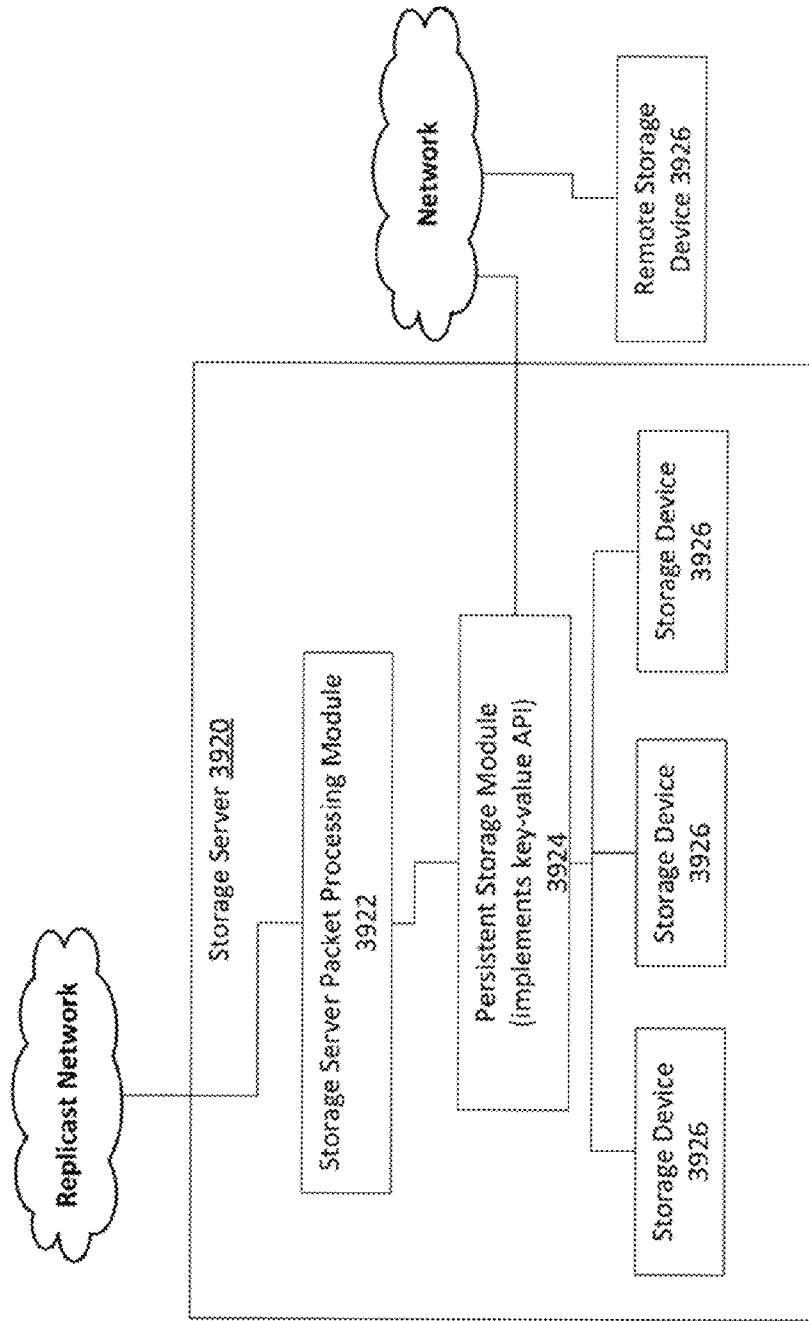 Replicast Network
Network
Storage Server 3920
Storage Server Packet Processing Module
3922
Persistent Storage Module
(implements key-value API)
3924
Storage Device
3926
Storage Device
3926
Storage Device
3926
Remote Storage
Device 3926